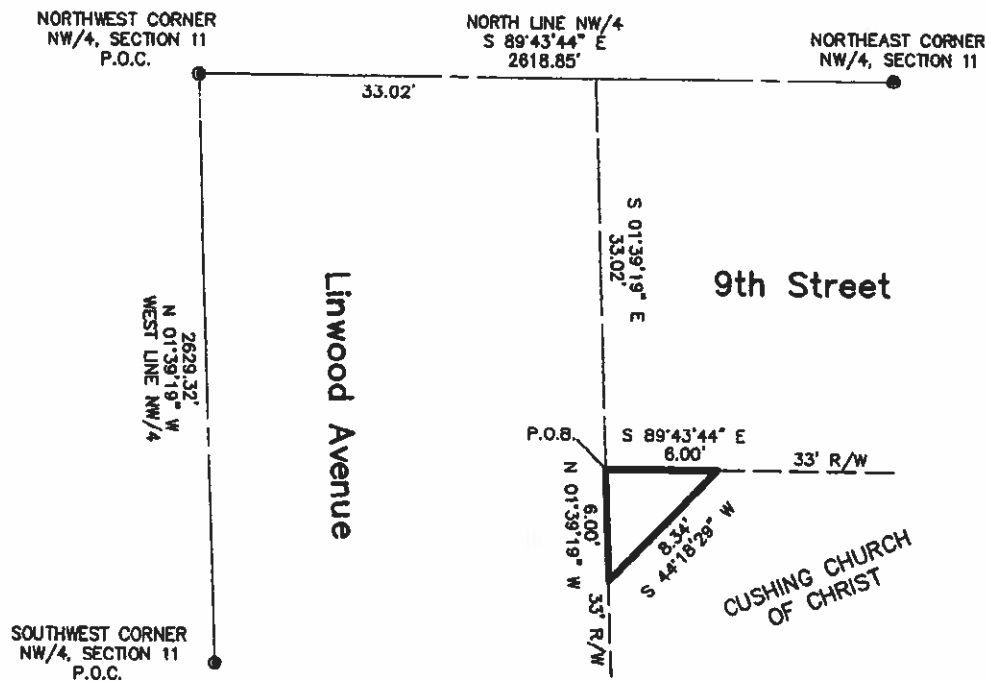 NORTHWEST CORNER
NW/4, SECTION 11
P.O.C.
NORTH LINE NW/4
S 89°43'44" E
2618.85'
NORTHEAST CORNER
NW/4, SECTION 11
33.02'
S 01°39'19" E
33.02'
9th Street
Linwood Avenue
2629.32'
N 01°39'19" W
WEST LINE NW/4
P.O.B.
S 89°43'44" E
6.00'
33' R/W
6.00'
N 01°39'19" W
8.34'
S 44°18'29" W
33' R/W
CUSHING CHURCH
OF CHRIST
SOUTHWEST CORNER
NW/4, SECTION 11
P.O.C.